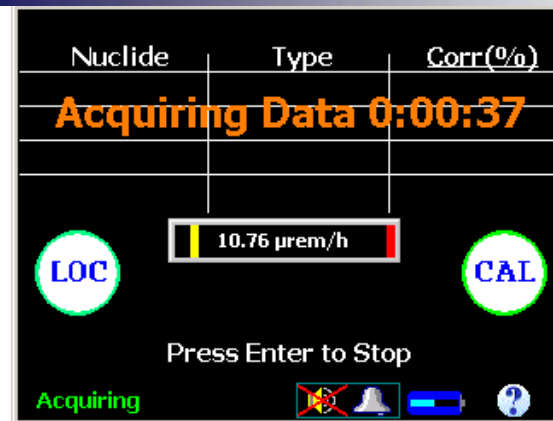 Nuclide Type Corr(%)
Acquiring Data 0:00:37
10.76 µrem/h
LOC CAL
Press Enter to Stop
Acquiring ?